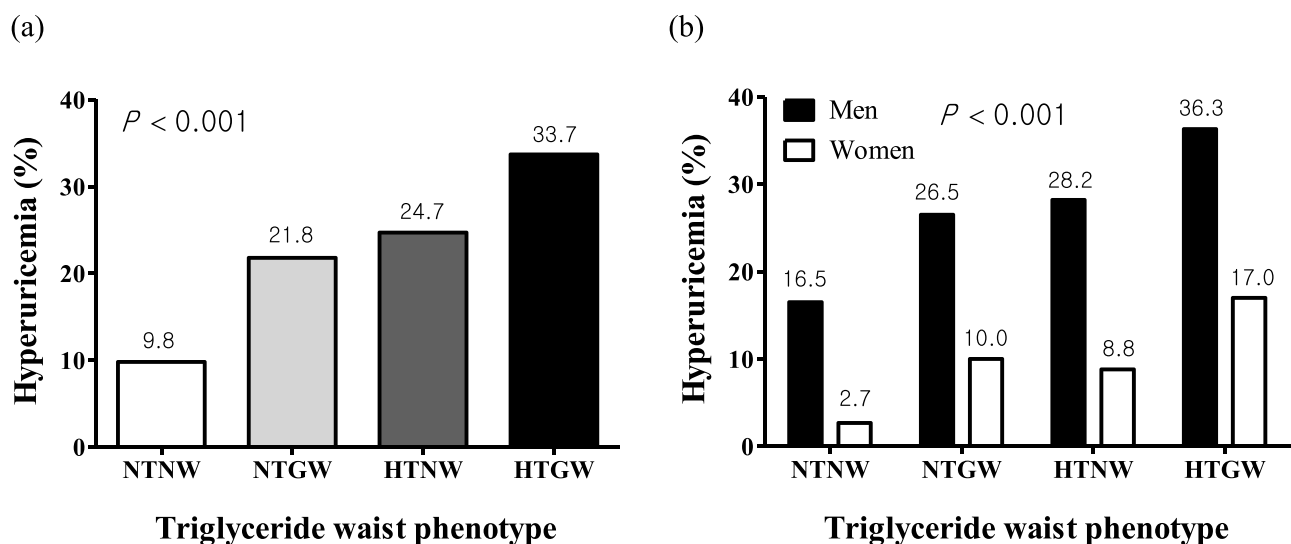 (a)
Hyperuricemia (%)
40
30
20
10
0
P < 0.001
9.8
21.8
24.7
33.7
NTNW NTGW HTNW HTGW
Triglyceride waist phenotype
(b)
Hyperuricemia (%)
40
30
20
10
0
Men
Women
P < 0.001
16.5
2.7
26.5
10.0
28.2
8.8
36.3
17.0
NTNW NTGW HTNW HTGW
Triglyceride waist phenotype